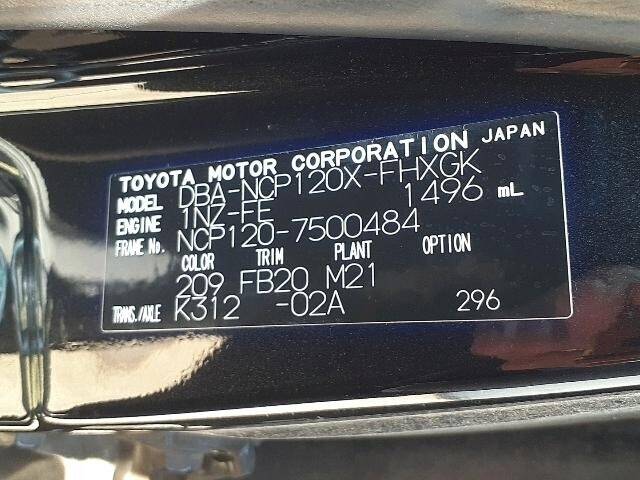 TOYOTA MOTOR CORPORATION JAPAN
MODEL DBA-NCP120X-FHXGK
ENGINE 1NZ-FE 1496 mL
FRAME No. NCP120-7500484
COLOR TRIM PLANT OPTION
209 FB20 M21
TRANS./AXLE K312 -02A 296